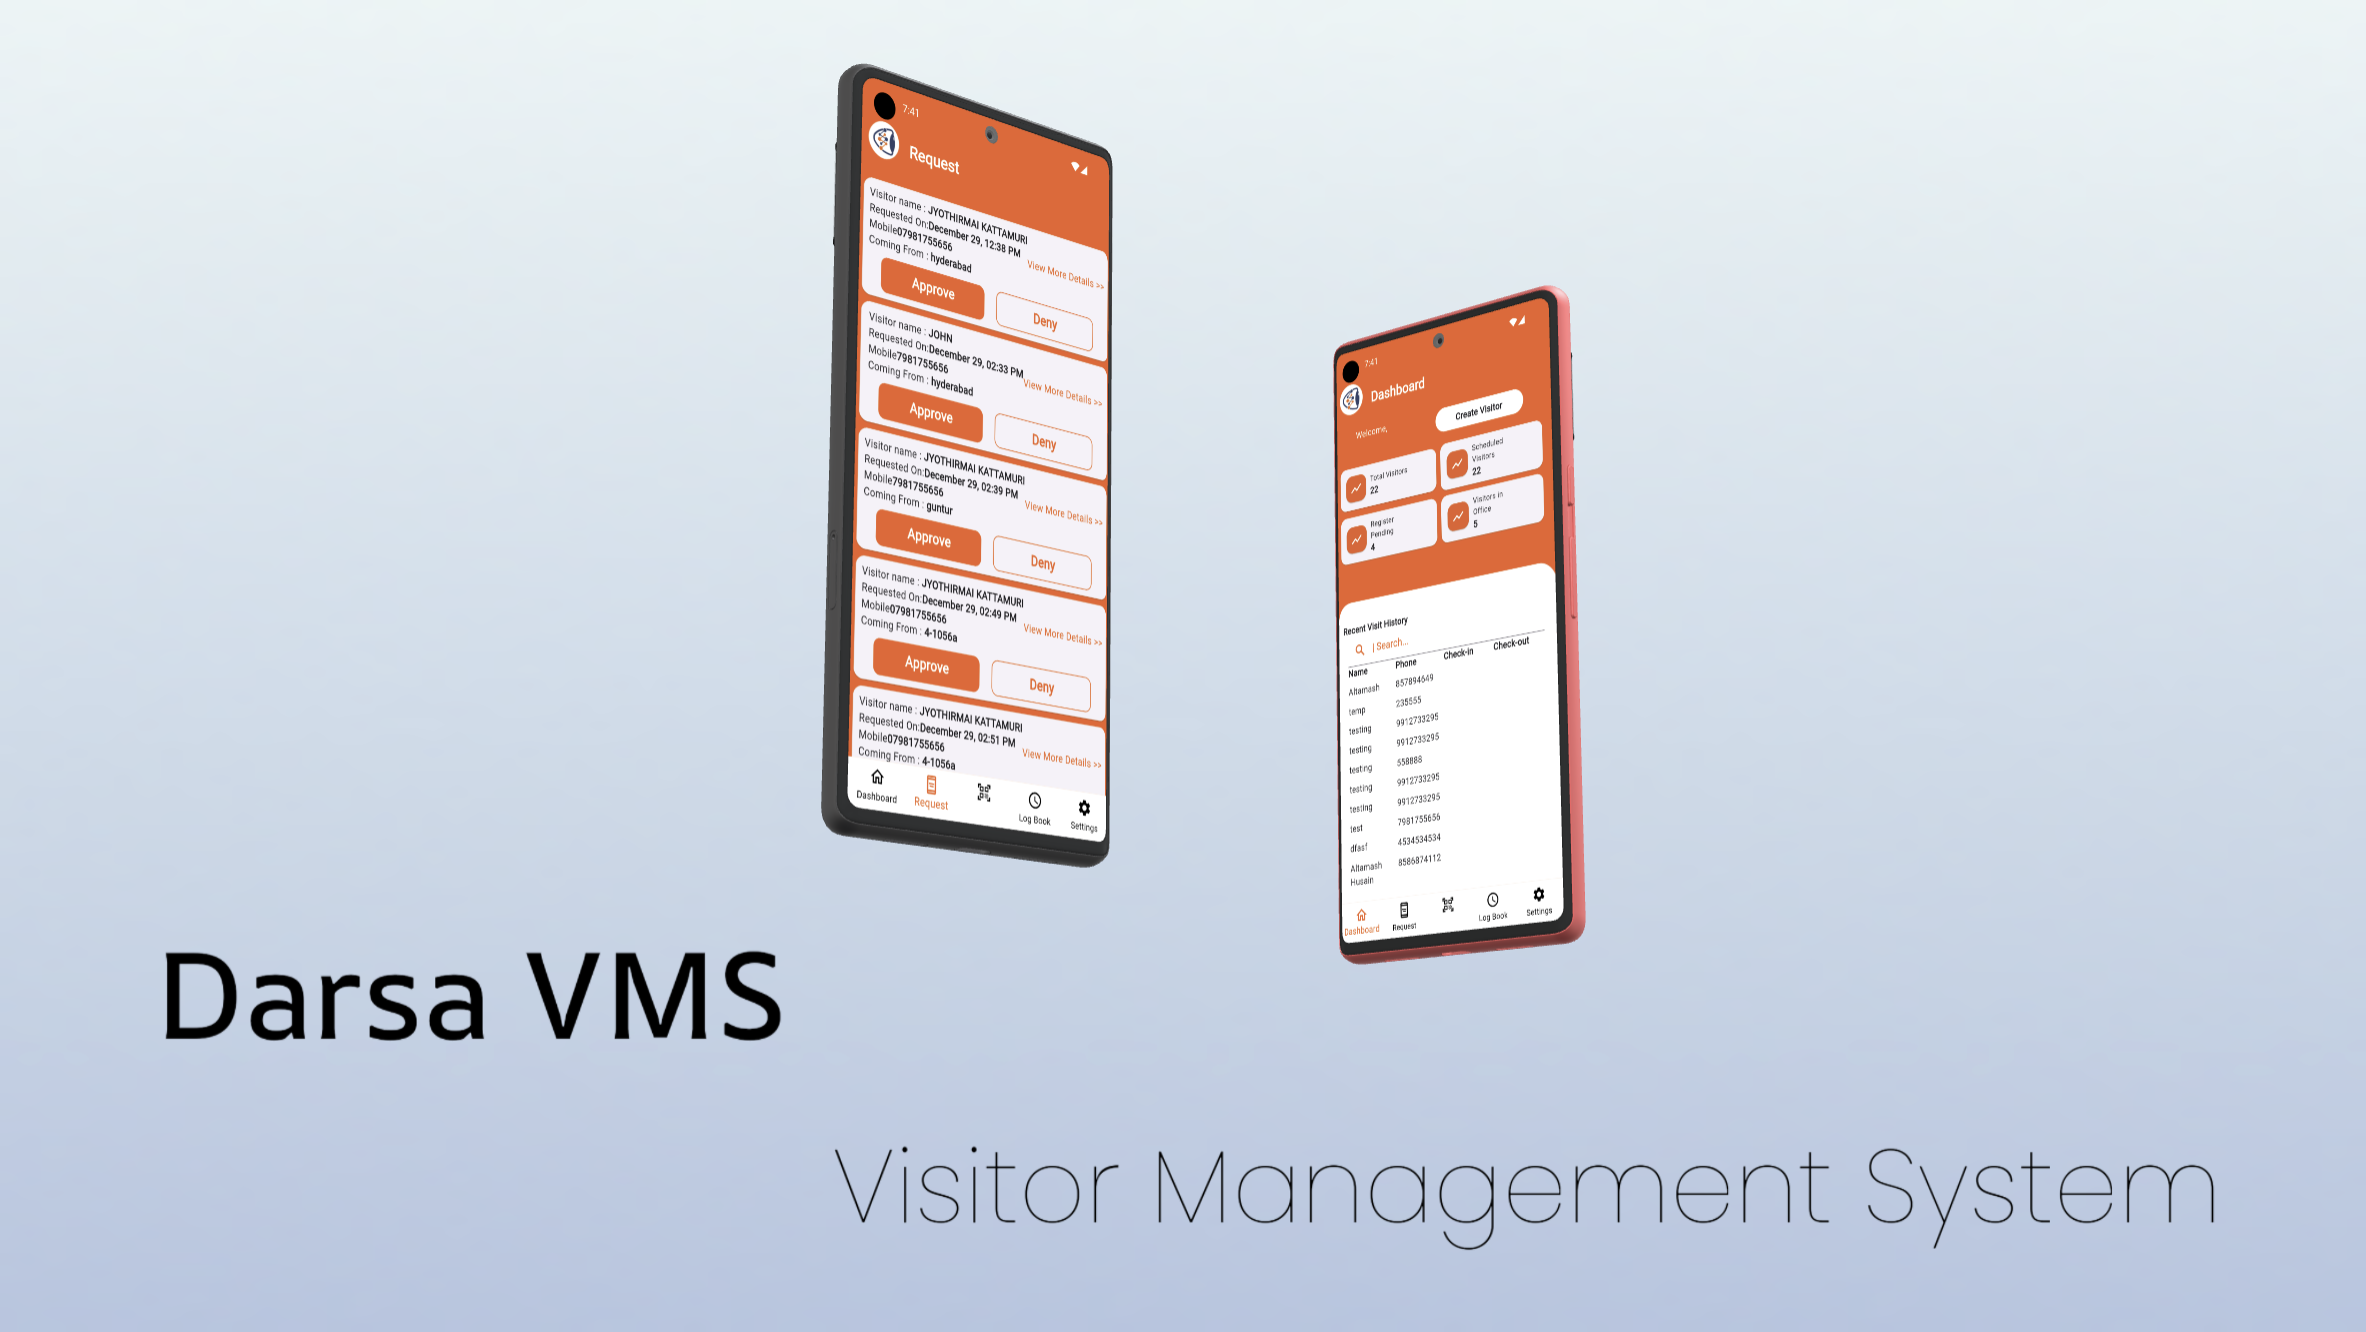 7:41
Request
Visitor name : JYOTHIRMAI KATTAMURI
Requested On:December 29, 12:38 PM
Mobile07981755656
Coming From : hyderabad
View More Details >>
Approve
Deny
Visitor name : JOHN
Requested On:December 29, 02:33 PM
Mobile7981755656
Coming From : hyderabad
View More Details >>
Approve
Deny
Visitor name : JYOTHIRMAI KATTAMURI
Requested On:December 29, 02:39 PM
Mobile7981755656
Coming From : guntur
View More Details >>
Approve
Deny
Visitor name : JYOTHIRMAI KATTAMURI
Requested On:December 29, 02:49 PM
Mobile07981755656
Coming From : 4-1056a
View More Details >>
Approve
Deny
Visitor name : JYOTHIRMAI KATTAMURI
Requested On:December 29, 02:51 PM
Mobile07981755656
Coming From : 4-1056a
View More Details >>
Dashboard
Request
Log Book
Settings
7:41
Dashboard
Welcome,
Create Visitor
Total Visitors
22
Scheduled
Visitors
22
Register
Pending
4
Visitors in
Office
5
Recent Visit History
Search...
Name Phone Check-in Check-out
Altamash 857894649
temp 235555
testing 9912733295
testing 9912733295
testing 558888
testing 9912733295
testing 9912733295
test 7981755656
dfasf 4534534534
Altamash 8586874112
Husain
Dashboard
Request
Log Book
Settings
Darsa VMS
Visitor Management System